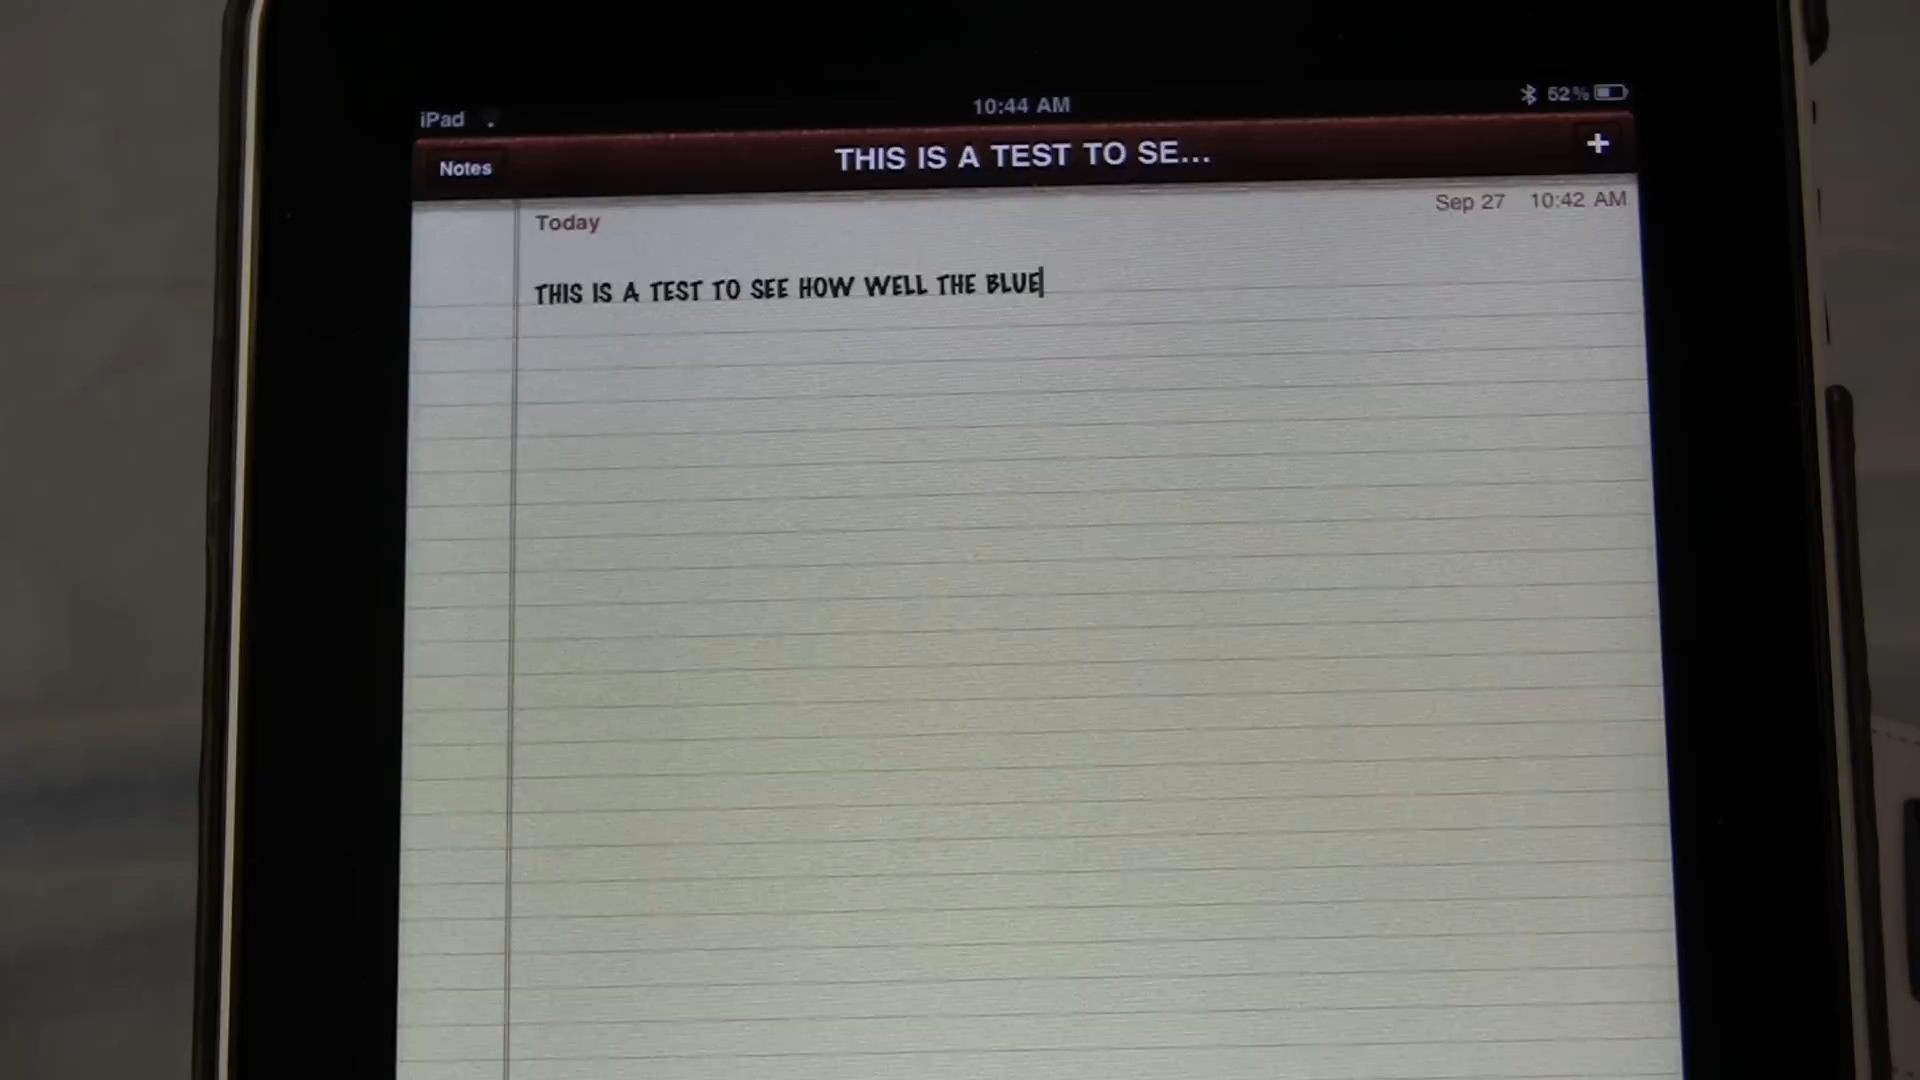 iPad 10:44 AM 52%
Notes THIS IS A TEST TO SE... +
Today Sep 27 10:42 AM
THIS IS A TEST TO SEE HOW WELL THE BLUE